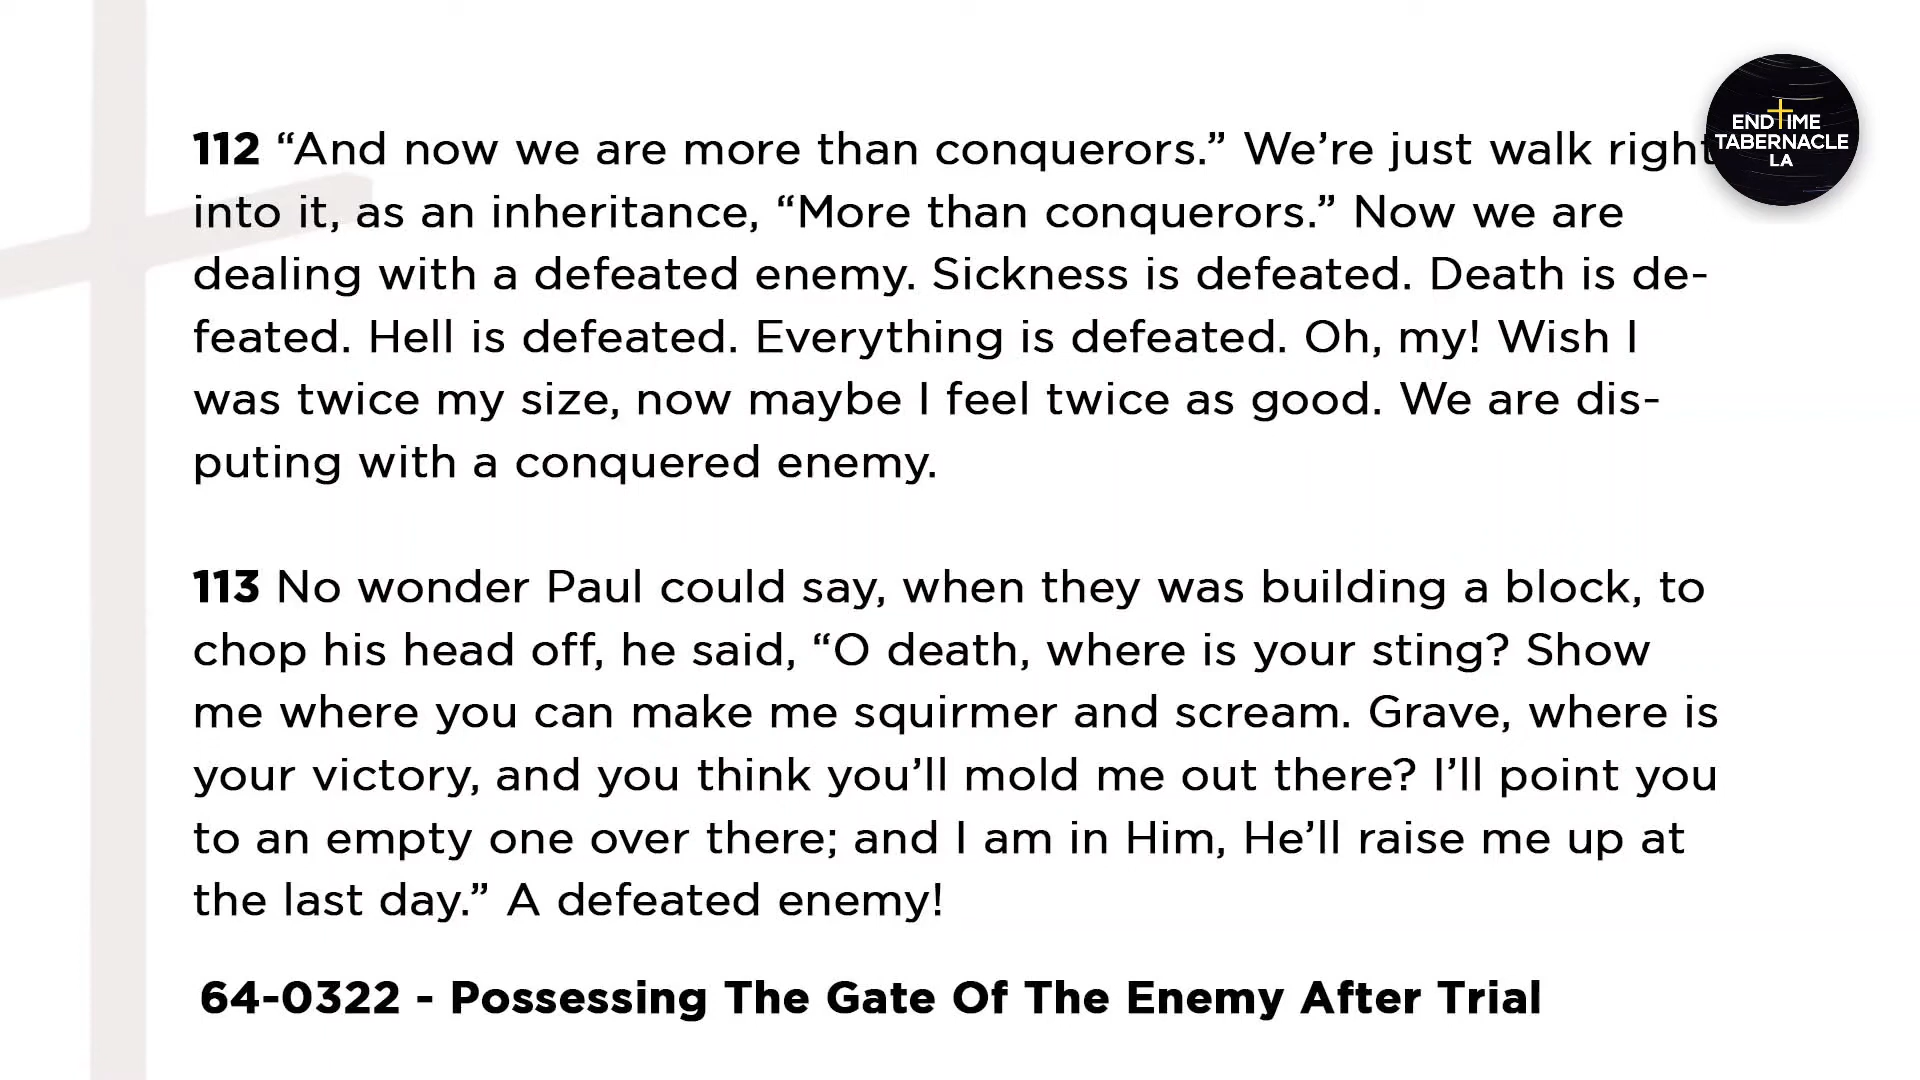 END TIME
TABERNACLE
LA
112 “And now we are more than conquerors.” We’re just walk right
into it, as an inheritance, “More than conquerors.” Now we are
dealing with a defeated enemy. Sickness is defeated. Death is de-
feated. Hell is defeated. Everything is defeated. Oh, my! Wish I
was twice my size, now maybe I feel twice as good. We are dis-
puting with a conquered enemy.
113 No wonder Paul could say, when they was building a block, to
chop his head off, he said, “O death, where is your sting? Show
me where you can make me squirmer and scream. Grave, where is
your victory, and you think you’ll mold me out there? I’ll point you
to an empty one over there; and I am in Him, He’ll raise me up at
the last day.” A defeated enemy!
64-0322 - Possessing The Gate Of The Enemy After Trial